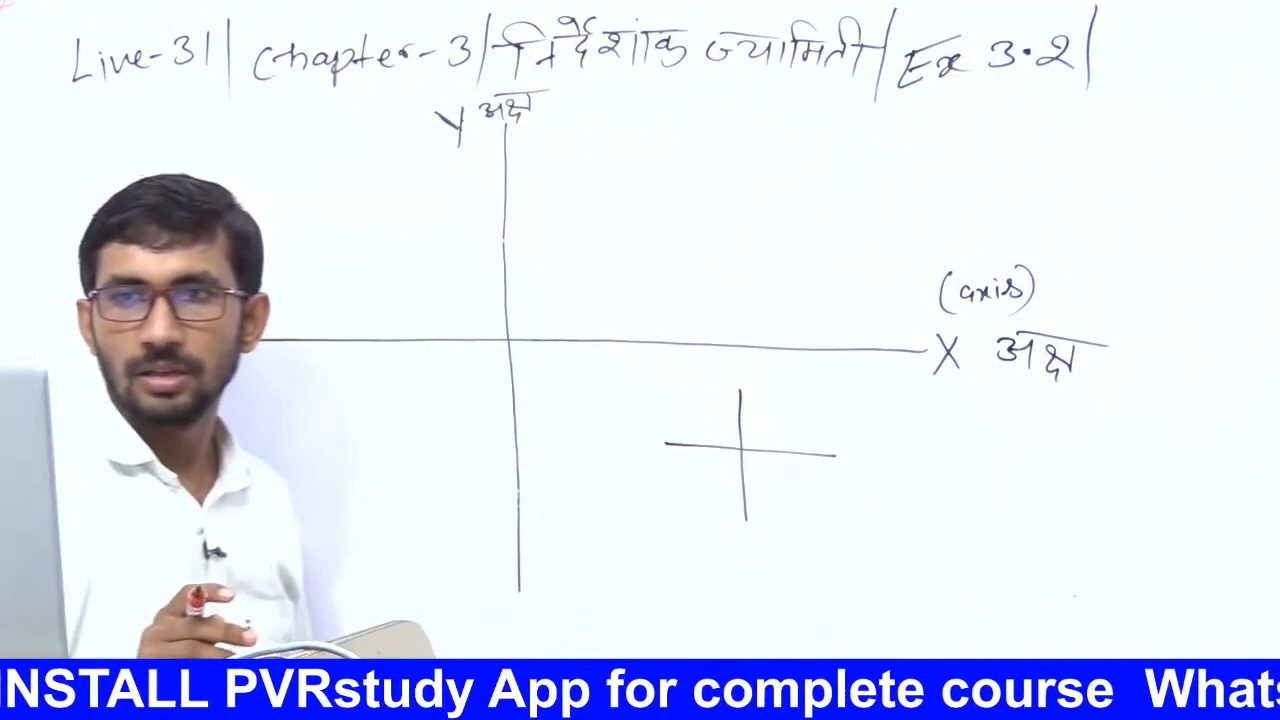 Live-31 | Chapter-3 | निर्देशांक ज्यामिती | Ex 3.2 |
Y अक्ष
(axis)
X अक्ष
INSTALL PVRstudy App for complete course Whats